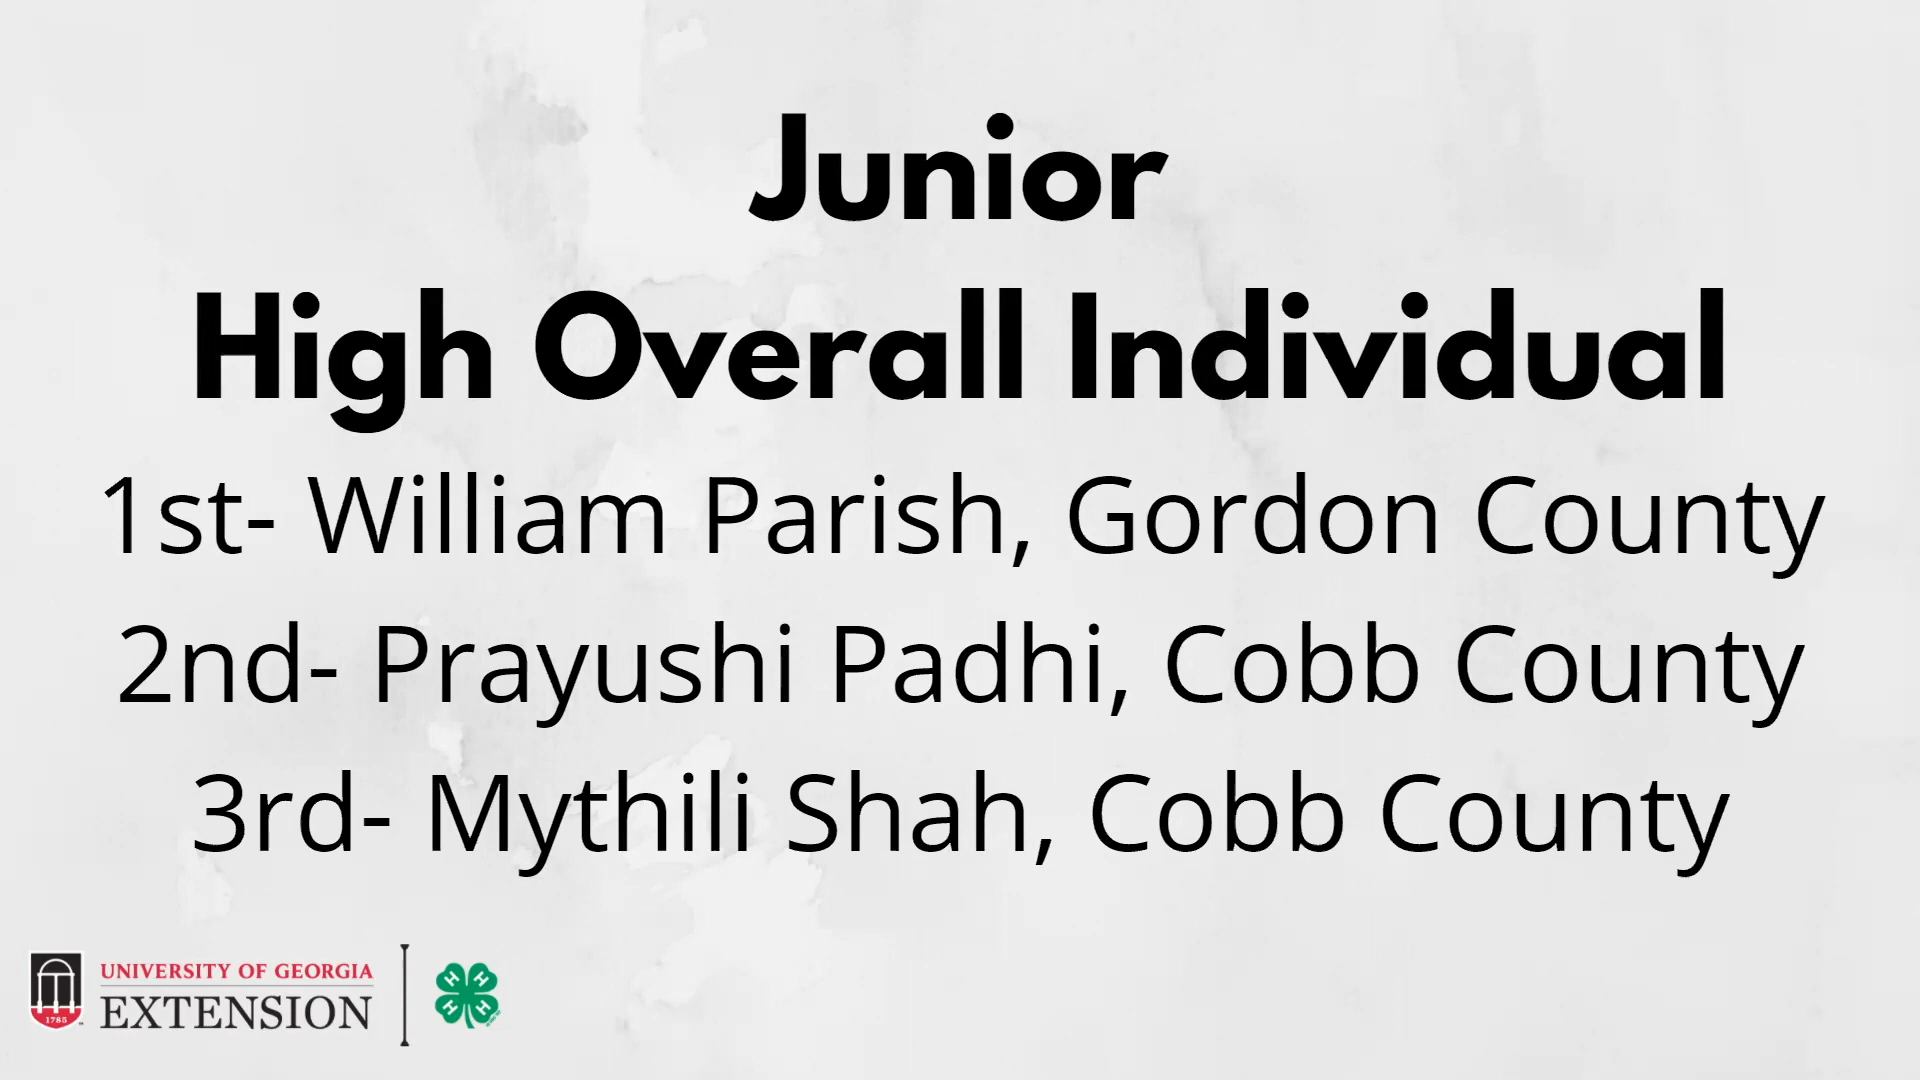 Junior
High Overall Individual
1st- William Parish, Gordon County
2nd- Prayushi Padhi, Cobb County
3rd- Mythili Shah, Cobb County
UNIVERSITY OF GEORGIA
EXTENSION
1785
H H
H H